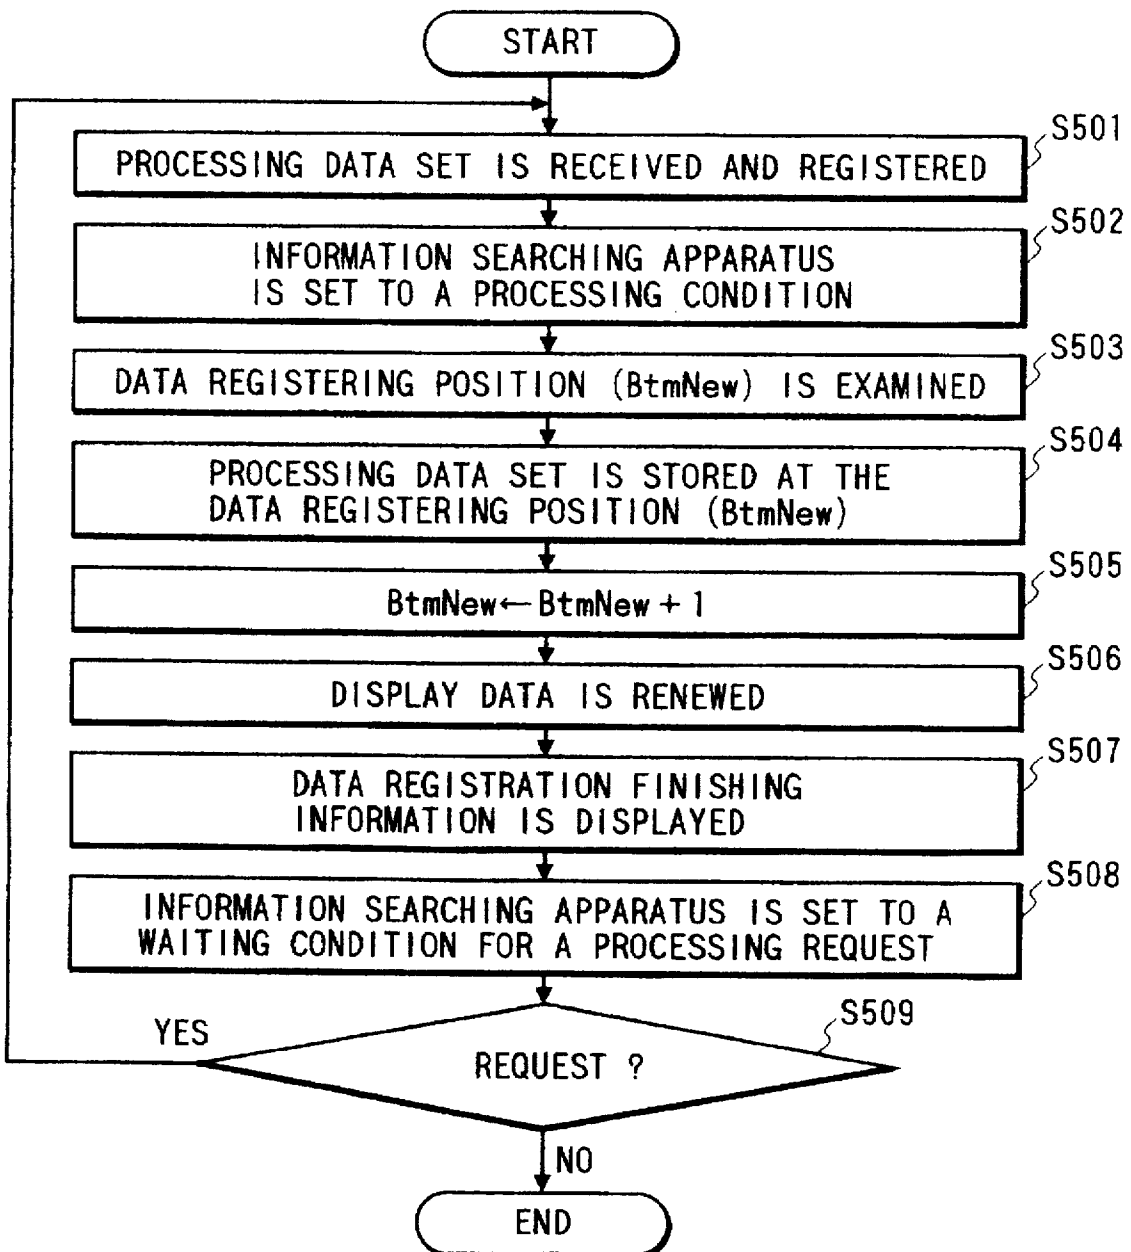 START
S501
PROCESSING DATA SET IS RECEIVED AND REGISTERED
S502
INFORMATION SEARCHING APPARATUS
IS SET TO A PROCESSING CONDITION
S503
DATA REGISTERING POSITION (BtmNew) IS EXAMINED
S504
PROCESSING DATA SET IS STORED AT THE
DATA REGISTERING POSITION (BtmNew)
S505
BtmNew←BtmNew + 1
S506
DISPLAY DATA IS RENEWED
S507
DATA REGISTRATION FINISHING
INFORMATION IS DISPLAYED
S508
INFORMATION SEARCHING APPARATUS IS SET TO A
WAITING CONDITION FOR A PROCESSING REQUEST
S509
YES
REQUEST ?
NO
END